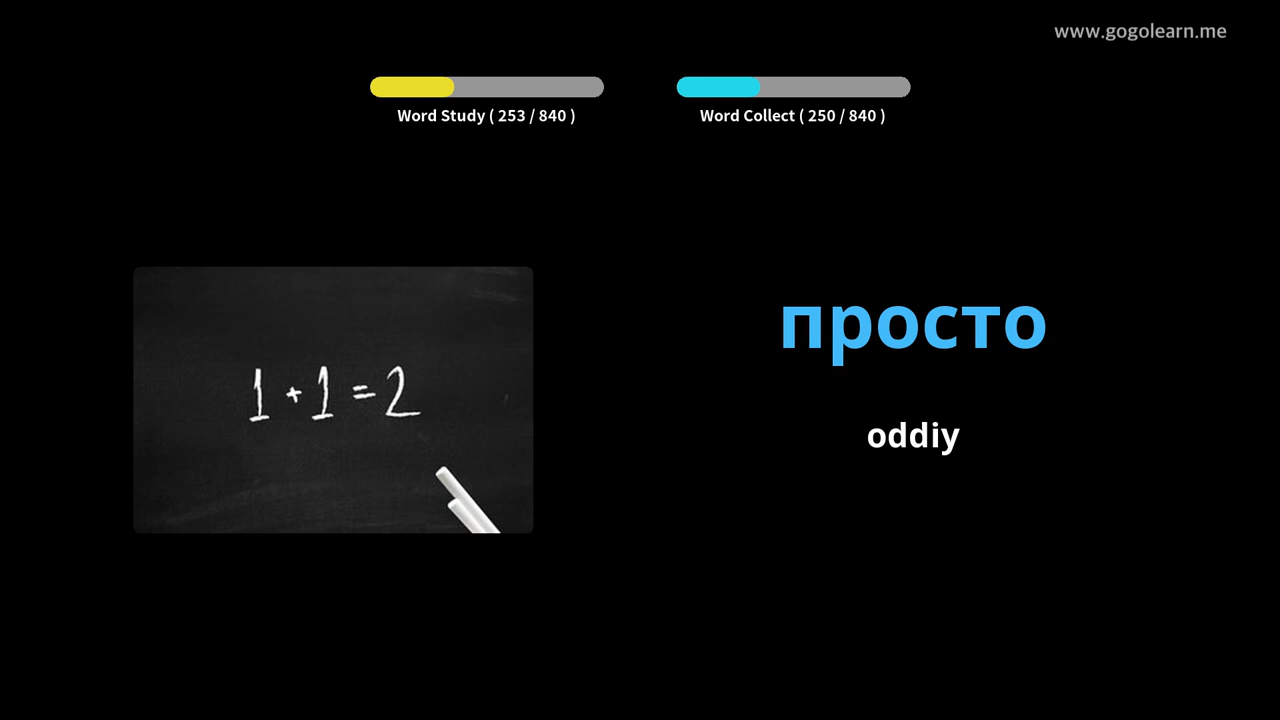 www.gogolearn.me
Word Study ( 253 / 840 )
Word Collect ( 250 / 840 )
1 + 1 = 2
просто
oddiy